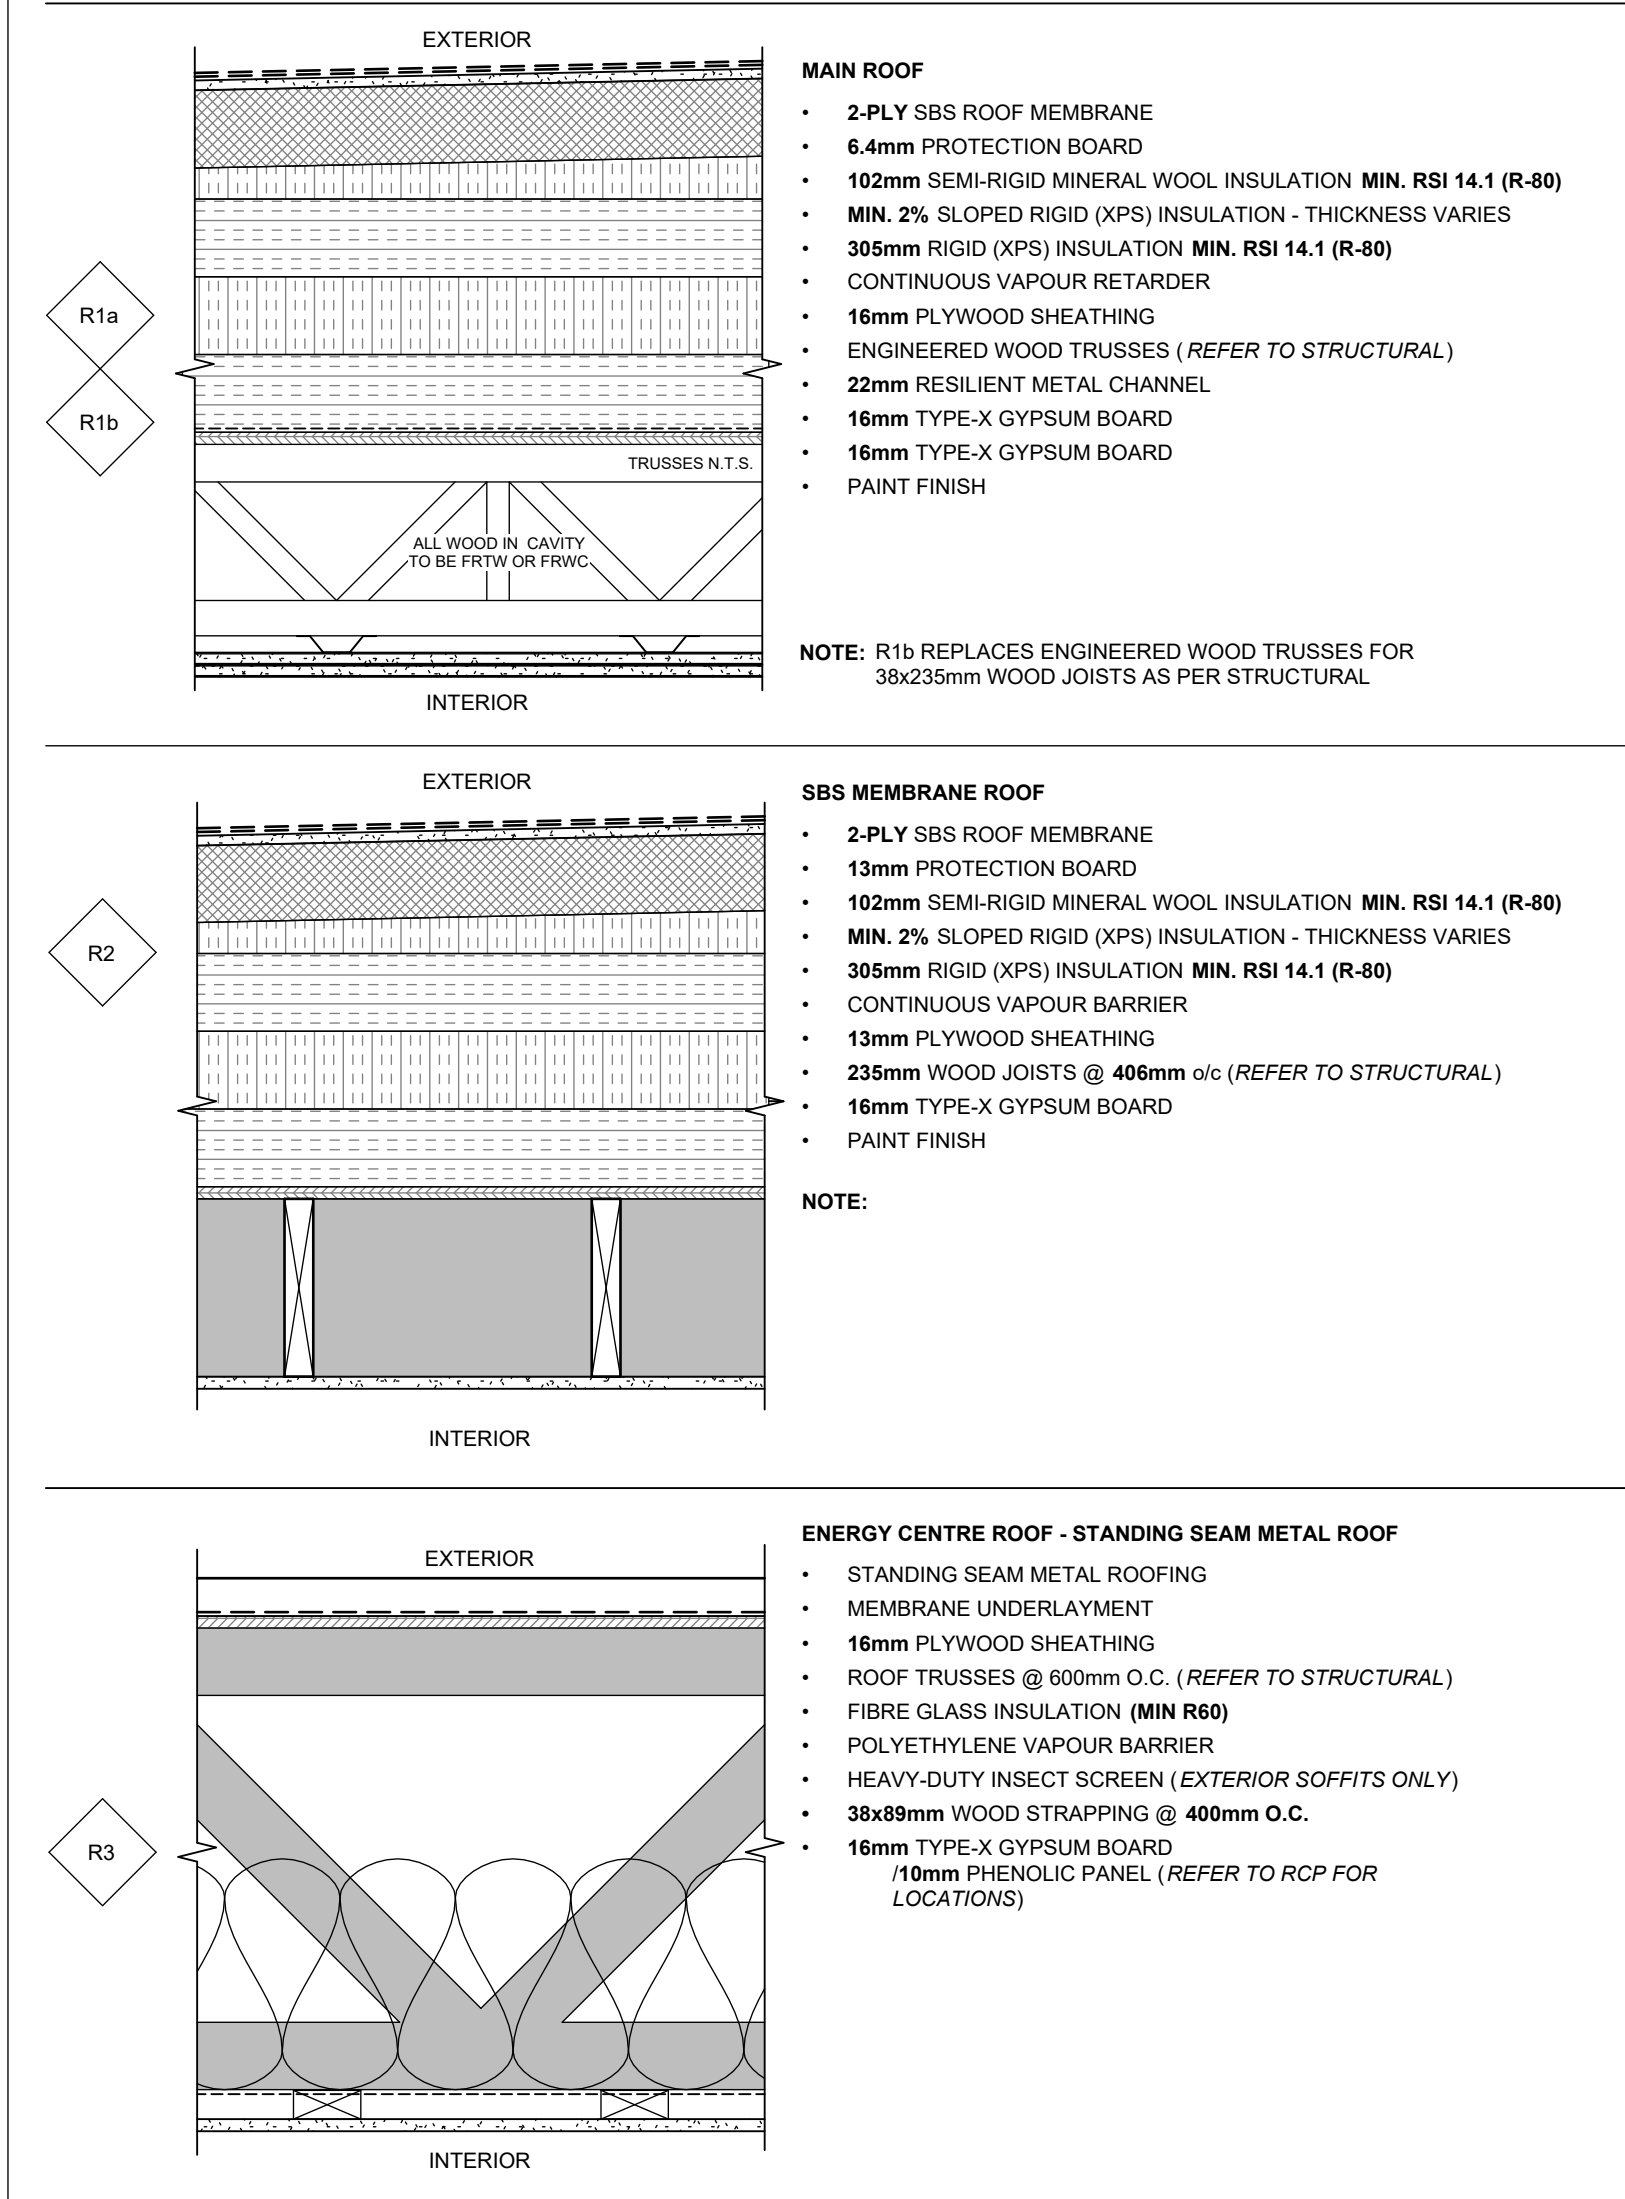 EXTERIOR
R1a
R1b
TRUSSES N.T.S.
ALL WOOD IN CAVITY
TO BE FRTW OR FRWC
INTERIOR
MAIN ROOF
• 2-PLY SBS ROOF MEMBRANE
• 6.4mm PROTECTION BOARD
• 102mm SEMI-RIGID MINERAL WOOL INSULATION MIN. RSI 14.1 (R-80)
• MIN. 2% SLOPED RIGID (XPS) INSULATION - THICKNESS VARIES
• 305mm RIGID (XPS) INSULATION MIN. RSI 14.1 (R-80)
• CONTINUOUS VAPOUR RETARDER
• 16mm PLYWOOD SHEATHING
• ENGINEERED WOOD TRUSSES (REFER TO STRUCTURAL)
• 22mm RESILIENT METAL CHANNEL
• 16mm TYPE-X GYPSUM BOARD
• 16mm TYPE-X GYPSUM BOARD
• PAINT FINISH
NOTE: R1b REPLACES ENGINEERED WOOD TRUSSES FOR
38x235mm WOOD JOISTS AS PER STRUCTURAL
EXTERIOR
R2
INTERIOR
SBS MEMBRANE ROOF
• 2-PLY SBS ROOF MEMBRANE
• 13mm PROTECTION BOARD
• 102mm SEMI-RIGID MINERAL WOOL INSULATION MIN. RSI 14.1 (R-80)
• MIN. 2% SLOPED RIGID (XPS) INSULATION - THICKNESS VARIES
• 305mm RIGID (XPS) INSULATION MIN. RSI 14.1 (R-80)
• CONTINUOUS VAPOUR BARRIER
• 13mm PLYWOOD SHEATHING
• 235mm WOOD JOISTS @ 406mm o/c (REFER TO STRUCTURAL)
• 16mm TYPE-X GYPSUM BOARD
• PAINT FINISH
NOTE:
EXTERIOR
R3
INTERIOR
ENERGY CENTRE ROOF - STANDING SEAM METAL ROOF
• STANDING SEAM METAL ROOFING
• MEMBRANE UNDERLAYMENT
• 16mm PLYWOOD SHEATHING
• ROOF TRUSSES @ 600mm O.C. (REFER TO STRUCTURAL)
• FIBRE GLASS INSULATION (MIN R60)
• POLYETHYLENE VAPOUR BARRIER
• HEAVY-DUTY INSECT SCREEN (EXTERIOR SOFFITS ONLY)
• 38x89mm WOOD STRAPPING @ 400mm O.C.
• 16mm TYPE-X GYPSUM BOARD
/10mm PHENOLIC PANEL (REFER TO RCP FOR
LOCATIONS)